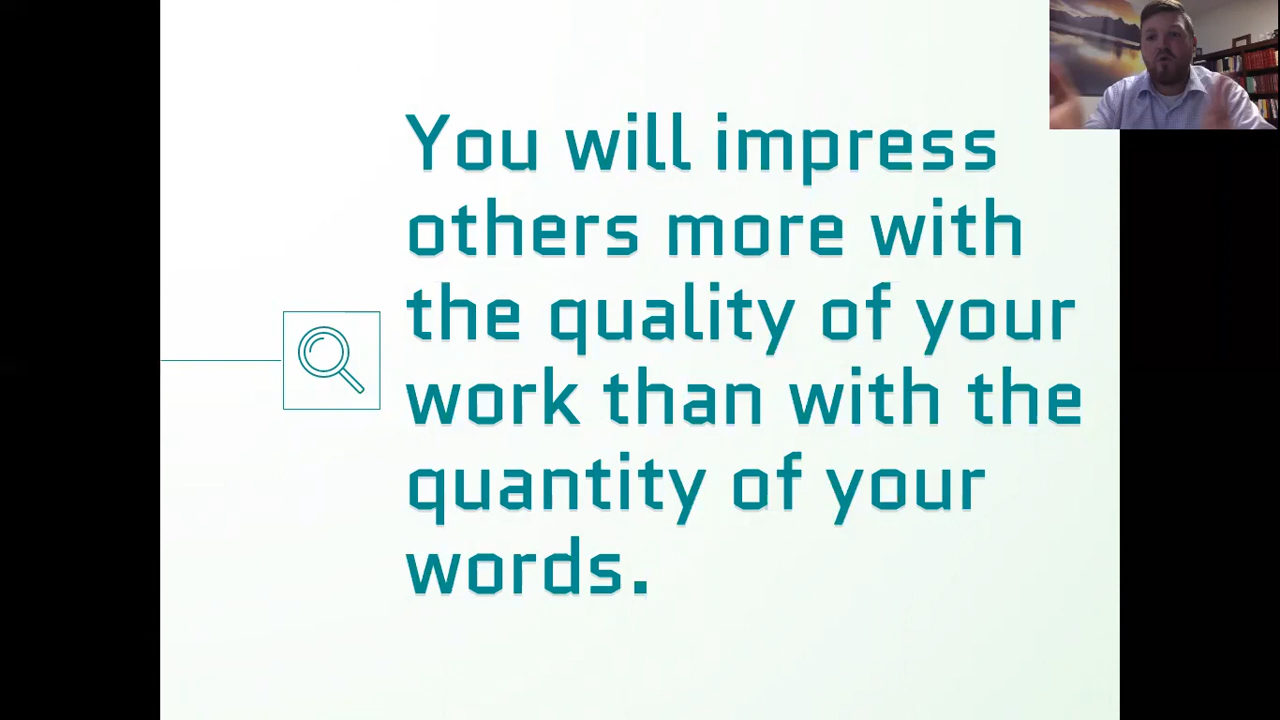 You will impress
others more with
the quality of your
work than with the
quantity of your
words.